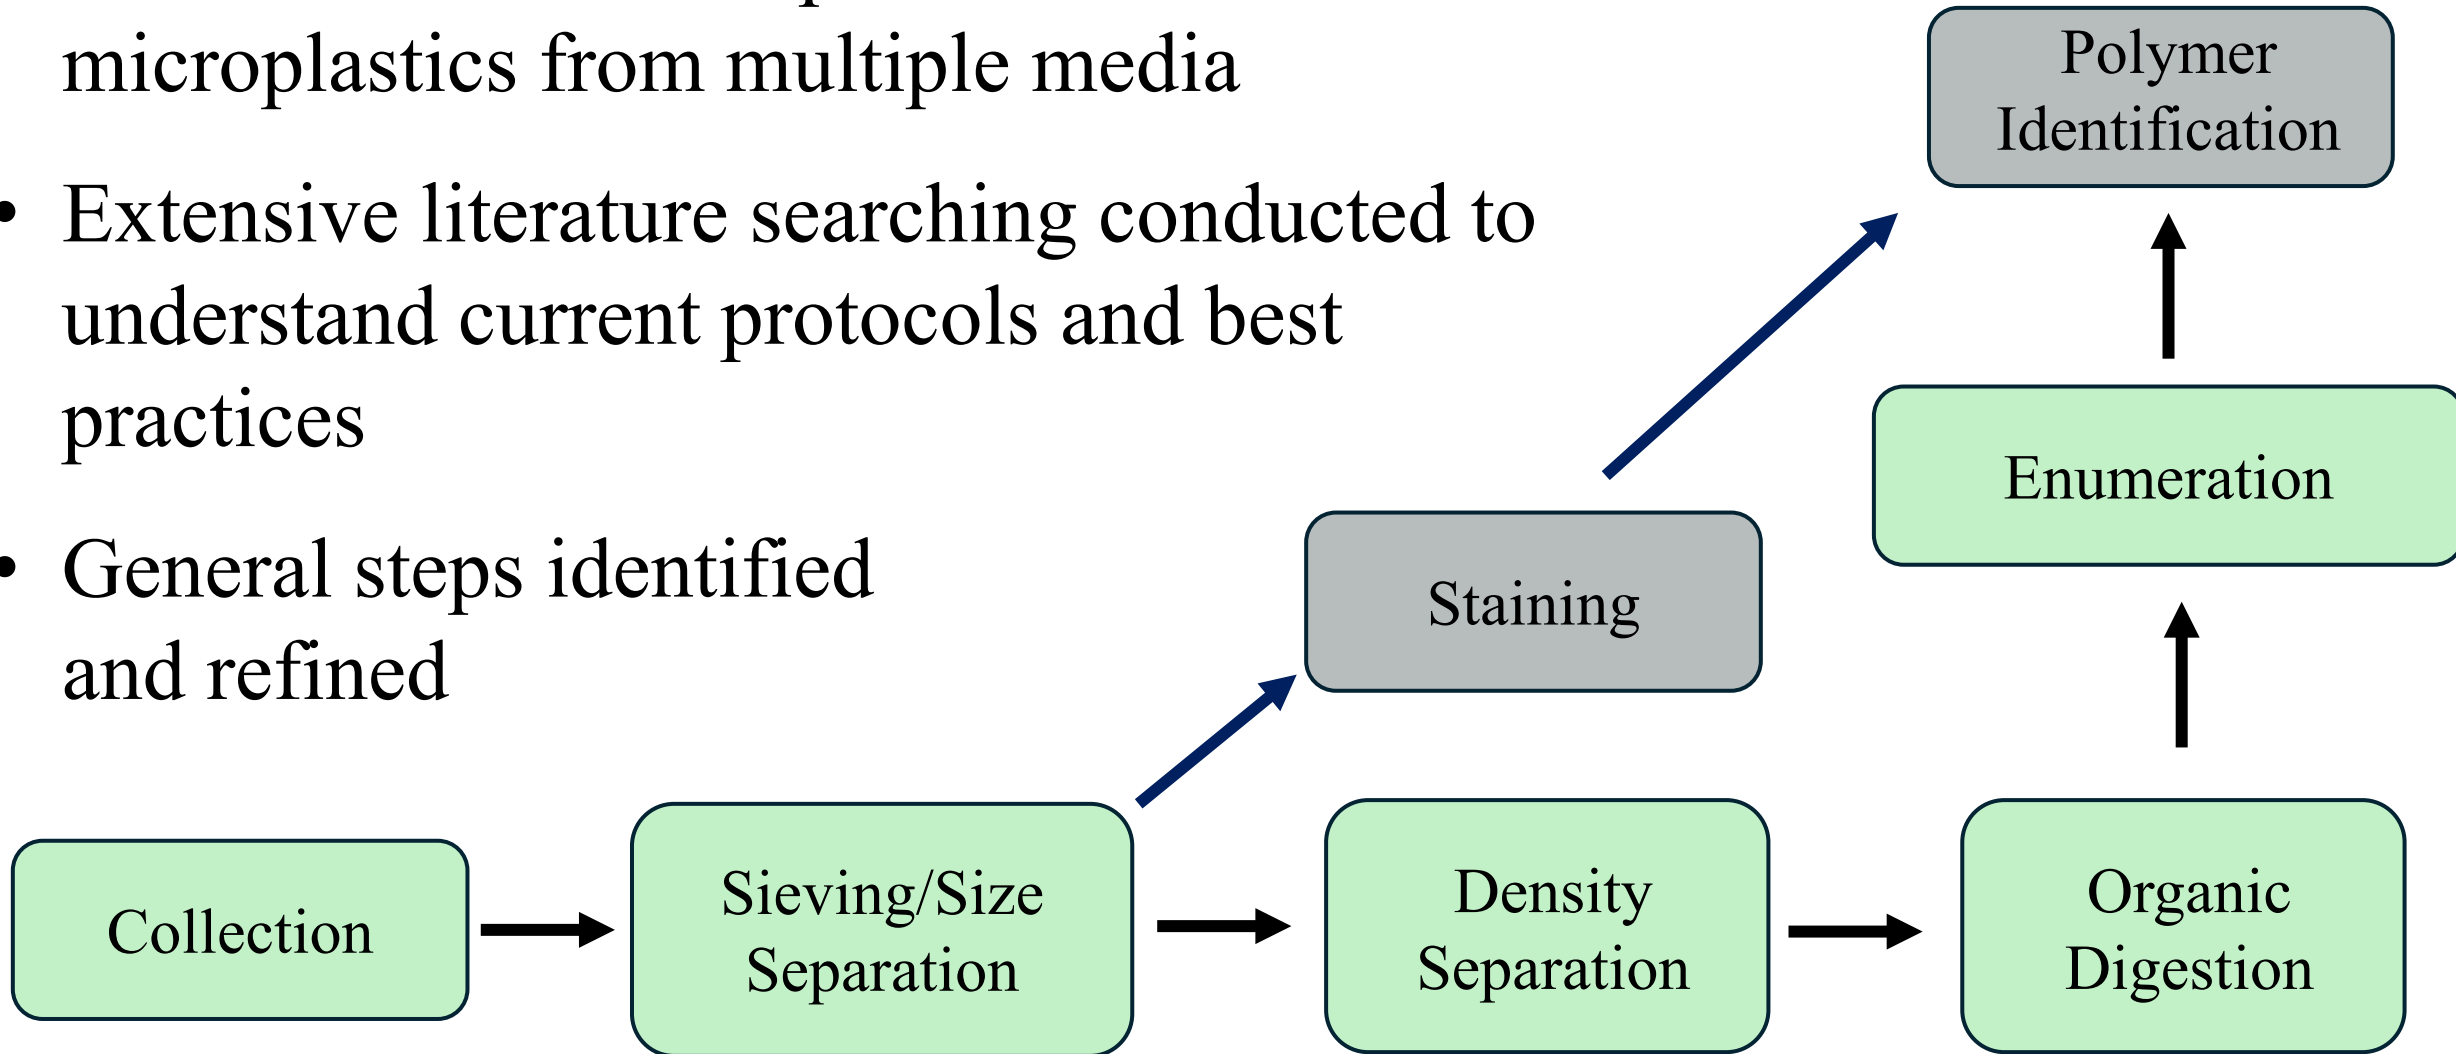 microplastics from multiple media
• Extensive literature searching conducted to
understand current protocols and best
practices
• General steps identified
and refined
Polymer
Identification
Enumeration
Staining
Collection
Sieving/Size
Separation
Density
Separation
Organic
Digestion